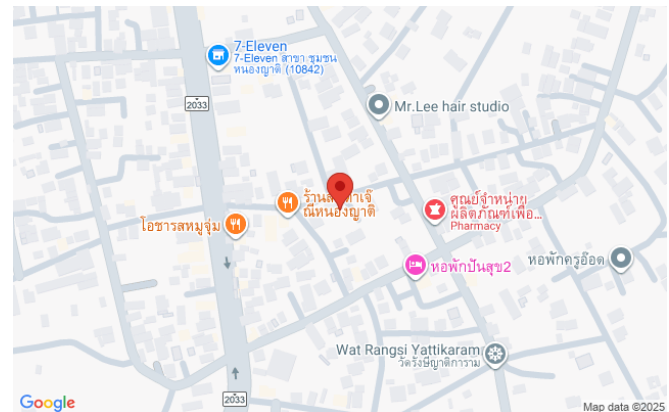 7-Eleven
7-Eleven สาขา ชุมชน
หนองญาติ (10842)
2033
Mr.Lee hair studio
ณีหนองญาติ
โอชารสหมูจุ่ม
ศูนย์จำหน่าย
ผลิตภัณฑ์เพื่อ...
Pharmacy
หอพักปันสุข2
หอพักครูอ๊อด
Wat Rangsi Yattikaram
วัดรังษีญาติการาม
2033
Google
Map data ©2025